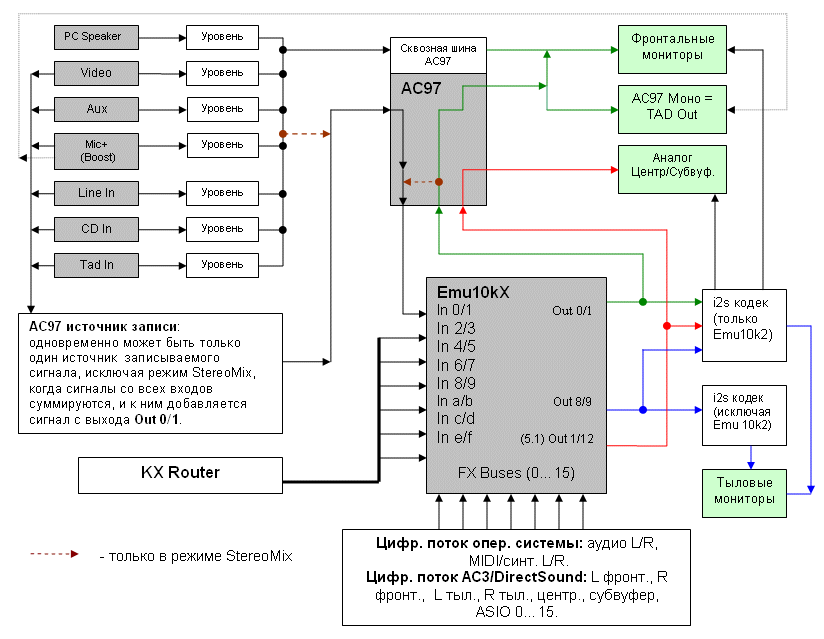 PC Speaker
Уровень
Video
Уровень
Aux
Уровень
Mic+
(Boost)
Уровень
Line In
Уровень
CD In
Уровень
Tad In
Уровень
Сквозная шина
AC97
AC97
Фронтальные
мониторы
AC97 Моно =
TAD Out
Аналог
Центр/Субвуф.
AC97 источник записи:
одновременно может быть только
один источник записываемого
сигнала, исключая режим StereoMix,
когда сигналы со всех входов
суммируются, и к ним добавляется
сигнал с выхода Out 0/1.
Emu10kX
In 0/1
Out 0/1
In 2/3
In 4/5
In 6/7
In 8/9
In a/b
Out 8/9
In c/d
In e/f
(5.1) Out 1/12
FX Buses (0... 15)
i2s кодек
(только
Emu10k2)
i2s кодек
(исключая
Emu 10k2)
Тыловые
мониторы
KX Router
- только в режиме StereoMix
Цифр. поток опер. системы: аудио L/R,
MIDI/синт. L/R.
Цифр. поток AC3/DirectSound: L фронт., R
фронт., L тыл., R тыл., центр., субвуфер,
ASIO 0... 15.